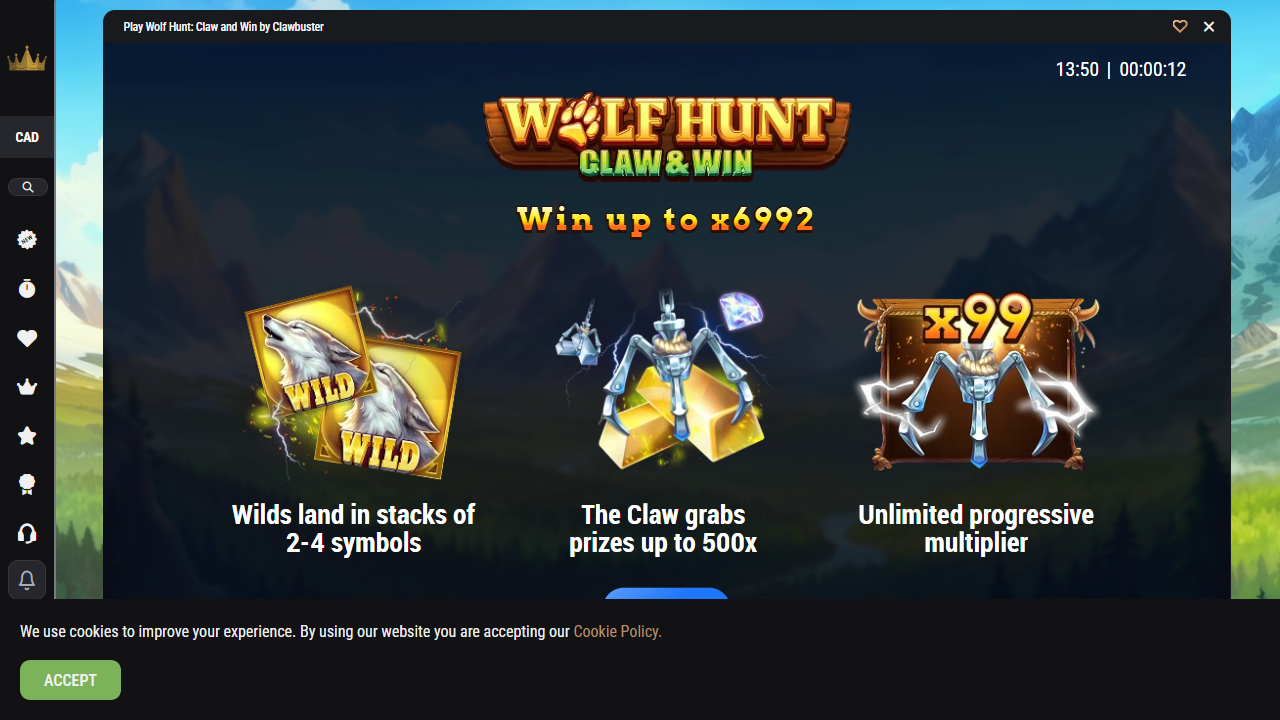 Play Wolf Hunt: Claw and Win by Clawbuster
13:50 | 00:00:12
CAD
NEW
WOLF HUNT
CLAW & WIN
Win up to x6992
WILD
WILD
x99
Wilds land in stacks of
2-4 symbols
The Claw grabs
prizes up to 500x
Unlimited progressive
multiplier
We use cookies to improve your experience. By using our website you are accepting our Cookie Policy.
ACCEPT